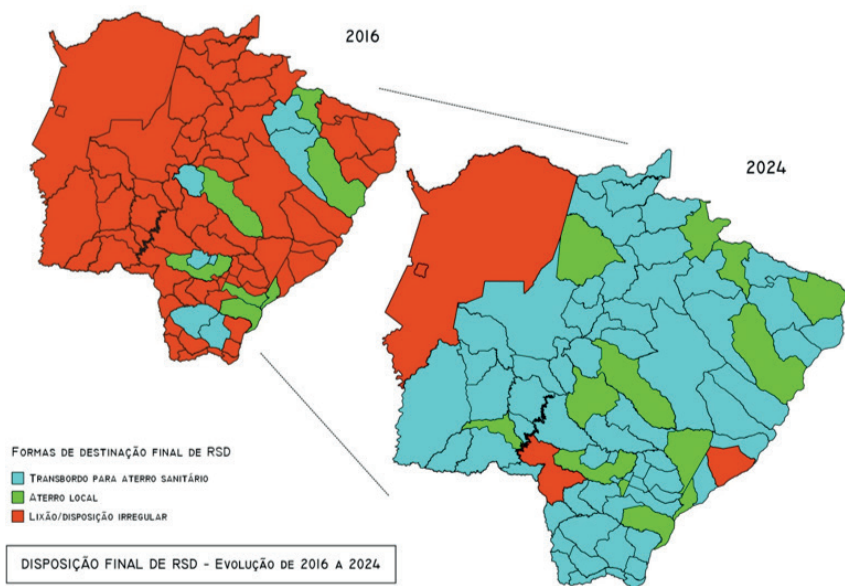 2016
2024
FORMAS DE DESTINAÇÃO FINAL DE RSD
TRANSBORDO PARA ATERRO SANITÁRIO
ATERRO LOCAL
LIXÃO/DISPOSIÇÃO IRREGULAR
DISPOSIÇÃO FINAL DE RSD - EVOLUÇÃO DE 2016 A 2024